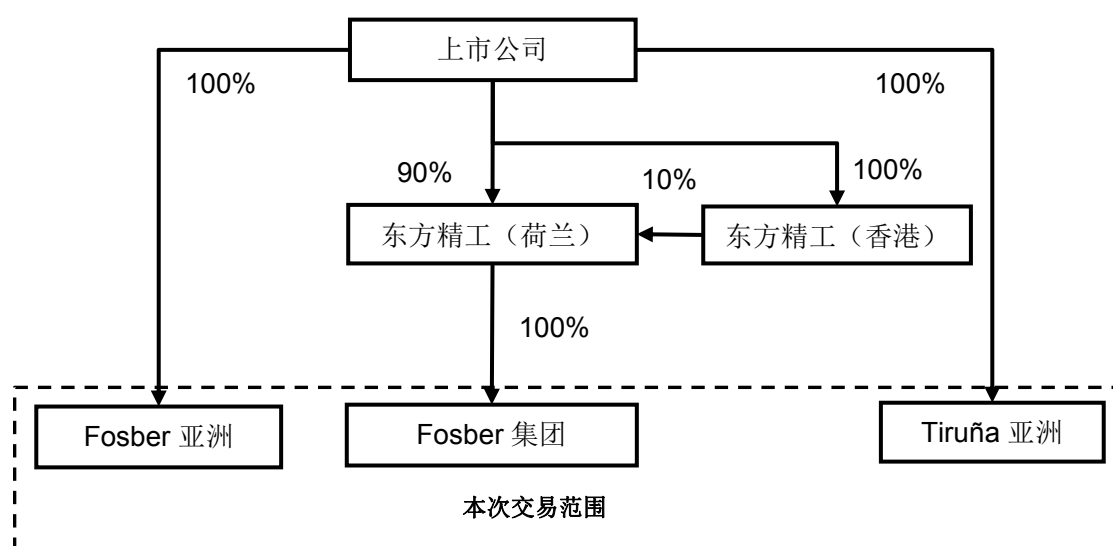 上市公司
100%
100%
90%
10%
100%
东方精工（荷兰）
东方精工（香港）
100%
Fosber 亚洲
Fosber 集团
Tiruña 亚洲
本次交易范围